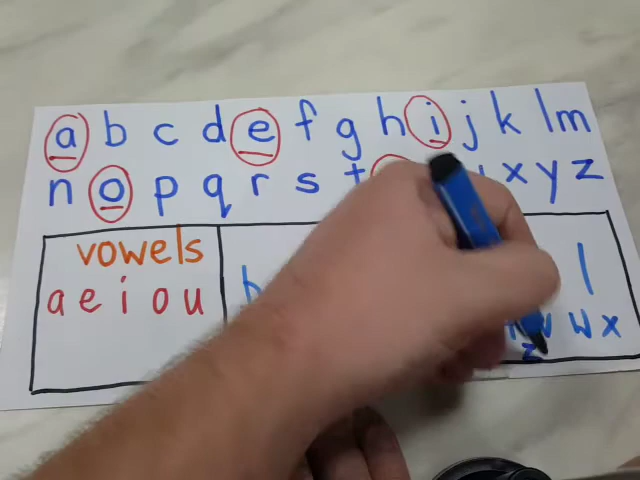 a b c d e f g h i j k l m
n o p q r s t x y z
vowels
l
a e i o u
w x
z